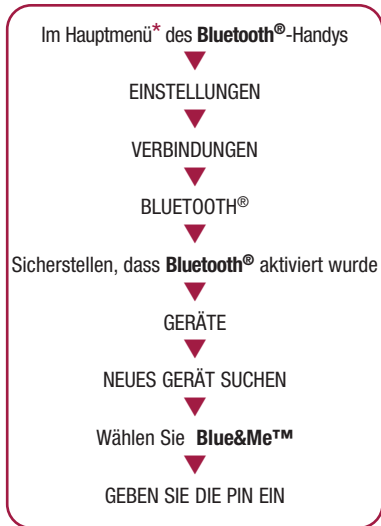 Im Hauptmenü* des Bluetooth®-Handys
EINSTELLUNGEN
VERBINDUNGEN
BLUETOOTH®
Sicherstellen, dass Bluetooth® aktiviert wurde
GERÄTE
NEUES GERÄT SUCHEN
Wählen Sie Blue&Me™
GEBEN SIE DIE PIN EIN